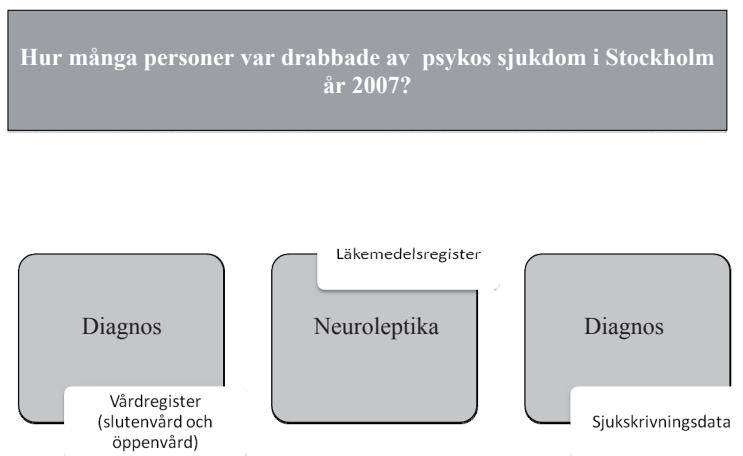 Hur många personer var drabbade av psykos sjukdom i Stockholm
år 2007?
Läkemedelsregister
Diagnos
Neuroleptika
Diagnos
Vårdregister
(slutenvård och
öppenvård)
Sjukskrivningsdata